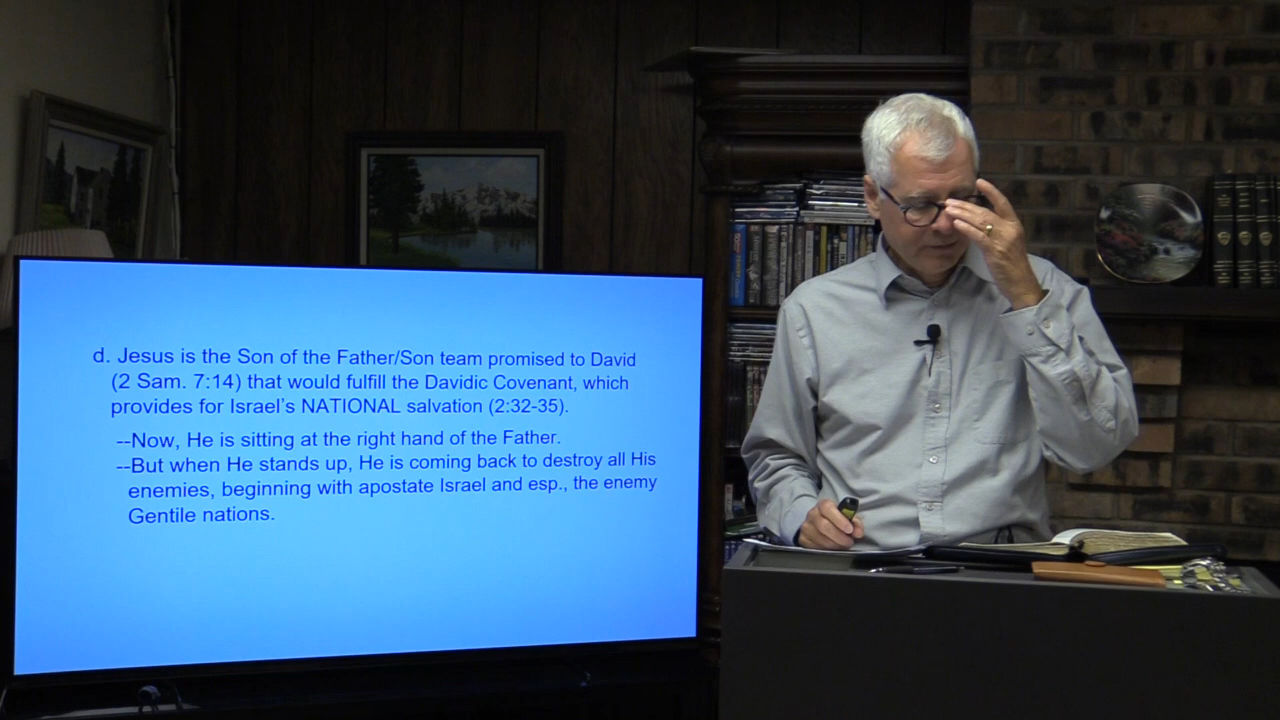 d. Jesus is the Son of the Father/Son team promised to David
(2 Sam. 7:14) that would fulfill the Davidic Covenant, which
provides for Israel's NATIONAL salvation (2:32-35).
--Now, He is sitting at the right hand of the Father.
--But when He stands up, He is coming back to destroy all His
enemies, beginning with apostate Israel and esp., the enemy
Gentile nations.